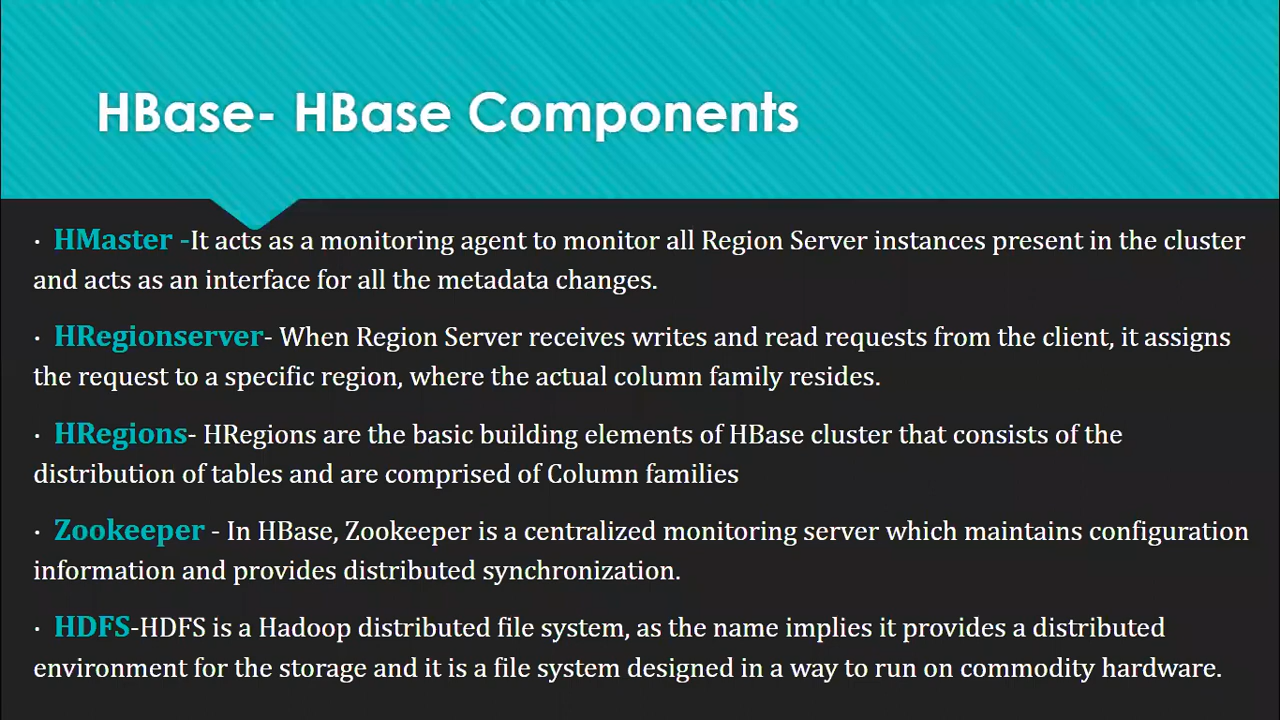 HBase- HBase Components
· HMaster -It acts as a monitoring agent to monitor all Region Server instances present in the cluster
and acts as an interface for all the metadata changes.
· HRegionserver- When Region Server receives writes and read requests from the client, it assigns
the request to a specific region, where the actual column family resides.
· HRegions- HRegions are the basic building elements of HBase cluster that consists of the
distribution of tables and are comprised of Column families
· Zookeeper - In HBase, Zookeeper is a centralized monitoring server which maintains configuration
information and provides distributed synchronization.
· HDFS-HDFS is a Hadoop distributed file system, as the name implies it provides a distributed
environment for the storage and it is a file system designed in a way to run on commodity hardware.